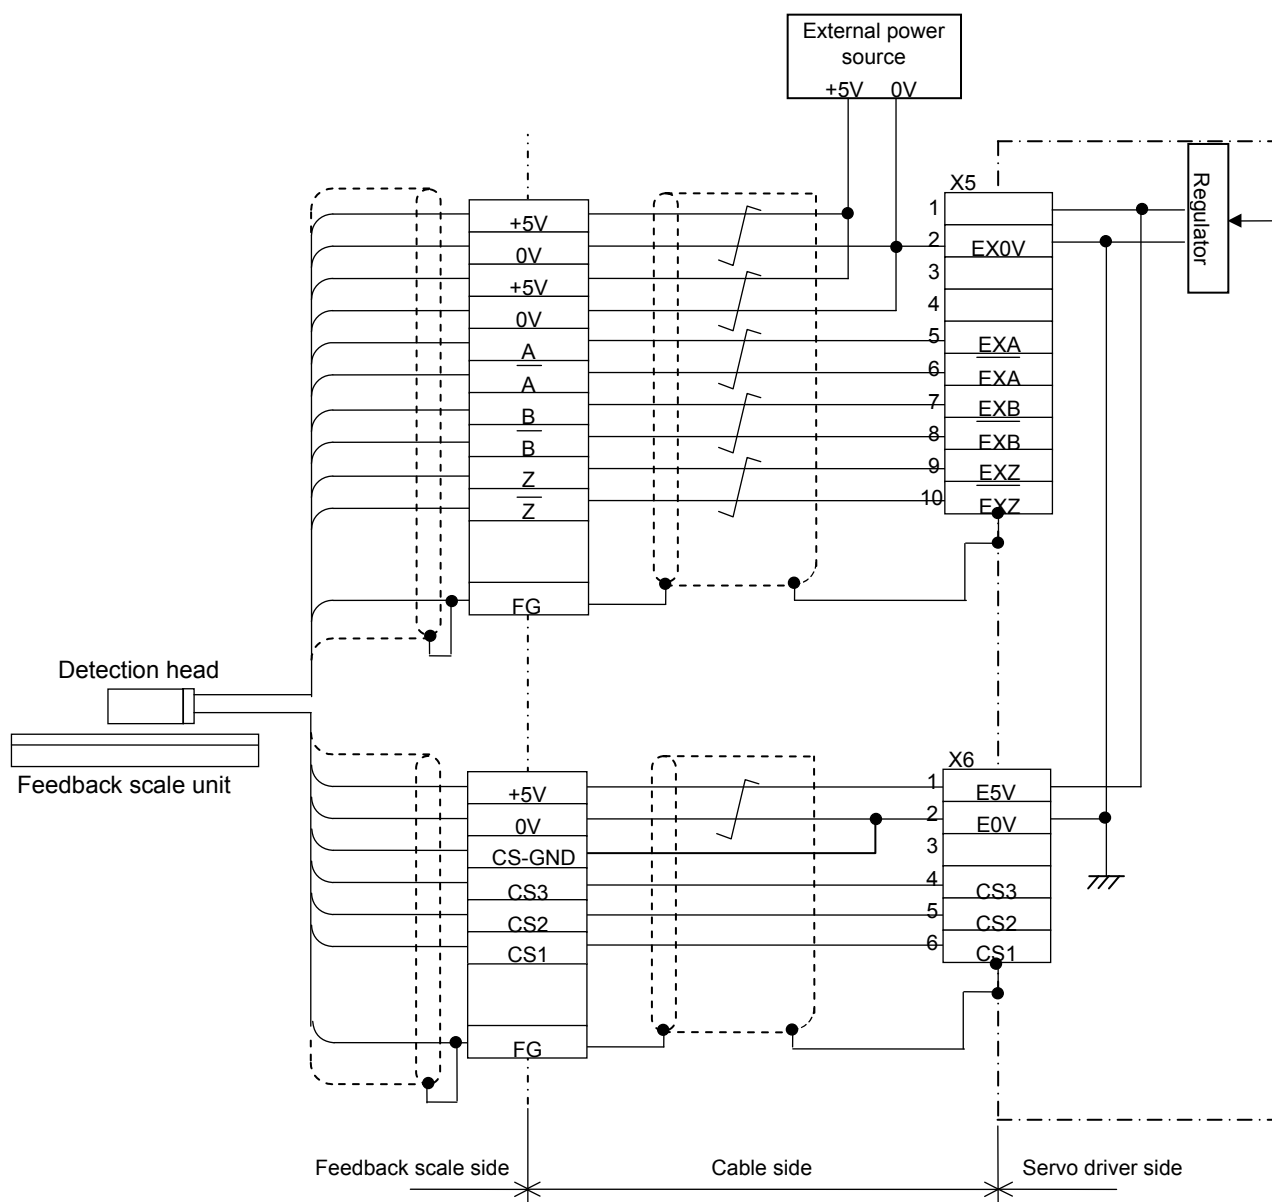 External power
source
+5V 0V
X5
Regulator
1
+5V
2
EX0V
0V
3
+5V
4
0V
5
EXA
A
6
E̅X̅A̅
A̅
7
EXB
B
8
E̅X̅B̅
B̅
9
EXZ
Z
10
E̅X̅Z̅
Z̅
FG
Detection head
Feedback scale unit
X6
1
+5V
E5V
2
0V
E0V
3
CS-GND
4
CS3
CS3
5
CS2
CS2
6
CS1
CS1
FG
Feedback scale side
Cable side
Servo driver side